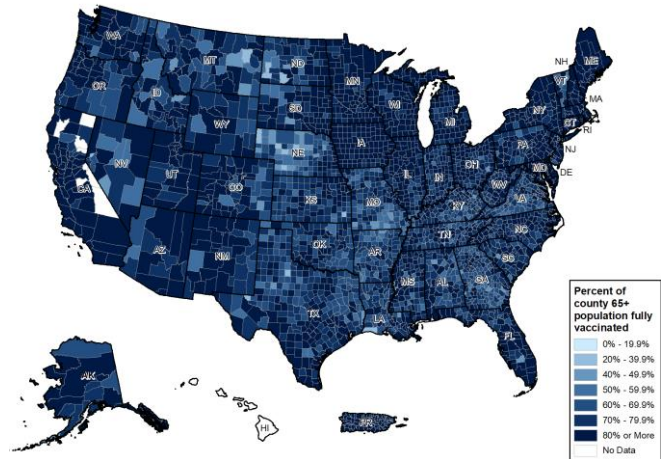 WA
MT
ND
MN
OR
ID
WY
SD
WI
MI
NH
VT
ME
MA
NY
CT
RI
NE
IA
PA
NJ
NV
UT
CO
IL
IN
OH
MD
DE
CA
KS
MO
WV
VA
KY
AZ
NM
OK
AR
TN
NC
SC
TX
LA
MS
AL
GA
FL
AK
HI
PR
Percent of
county 65+
population fully
vaccinated
0% - 19.9%
20% - 39.9%
40% - 49.9%
50% - 59.9%
60% - 69.9%
70% - 79.9%
80% or More
No Data